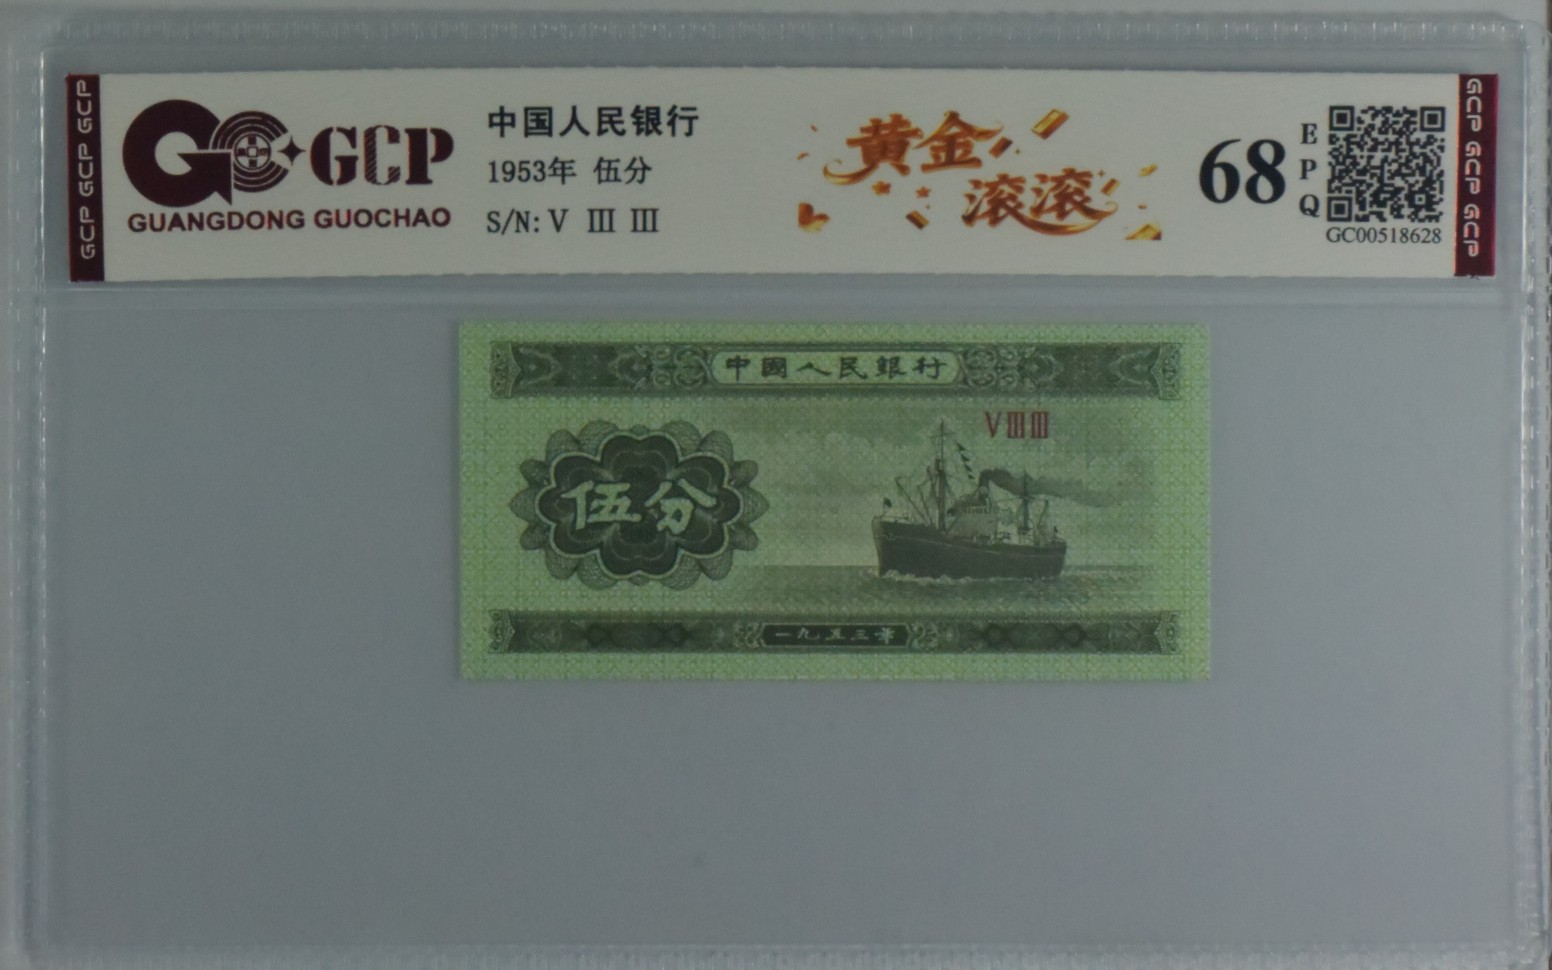 GCP GCP GCP
GCP
GUANGDONG GUOCHAO
中国人民银行
1953年 伍分
S/N: V Ⅲ Ⅲ
黄金
滚滚
68
EPQ
GC00518628
GCP GCP GCP
中國人民銀行
VⅢⅢ
伍分
一九五三年